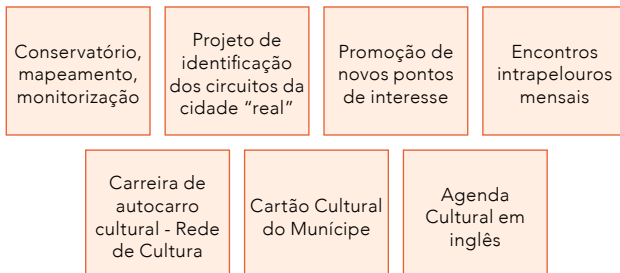 Conservatório,
mapeamento,
monitorização
Projeto de
identificação
dos circuitos da
cidade “real”
Promoção de
novos pontos
de interesse
Encontros
intrapelouros
mensais
Carreira de
autocarro
cultural - Rede
de Cultura
Cartão Cultural
do Munícipe
Agenda
Cultural em
inglês